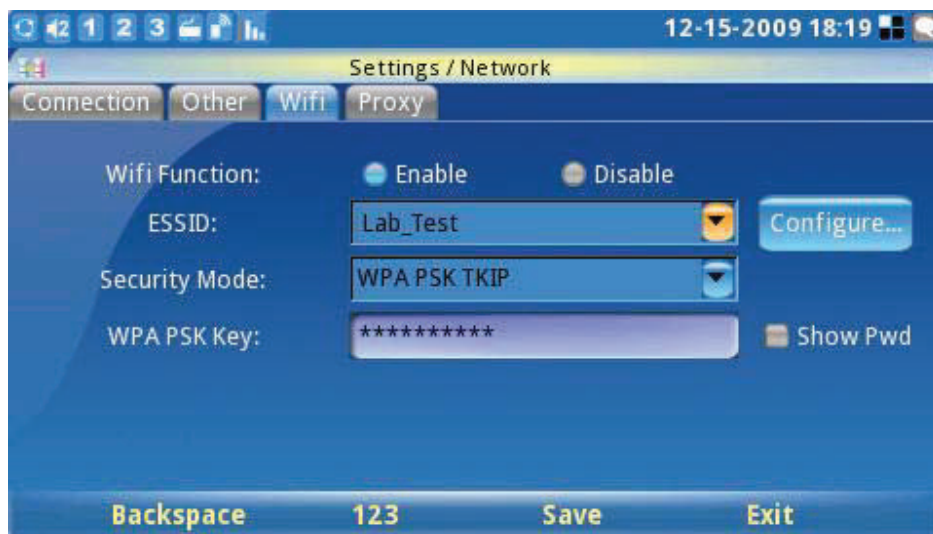 2 1 2 3 12-15-2009 18:19
Settings / Network
Connection Other Wifi Proxy
Wifi Function: Enable Disable
ESSID: Lab_Test Configure...
Security Mode: WPA PSK TKIP
WPA PSK Key: ********** Show Pwd
Backspace 123 Save Exit